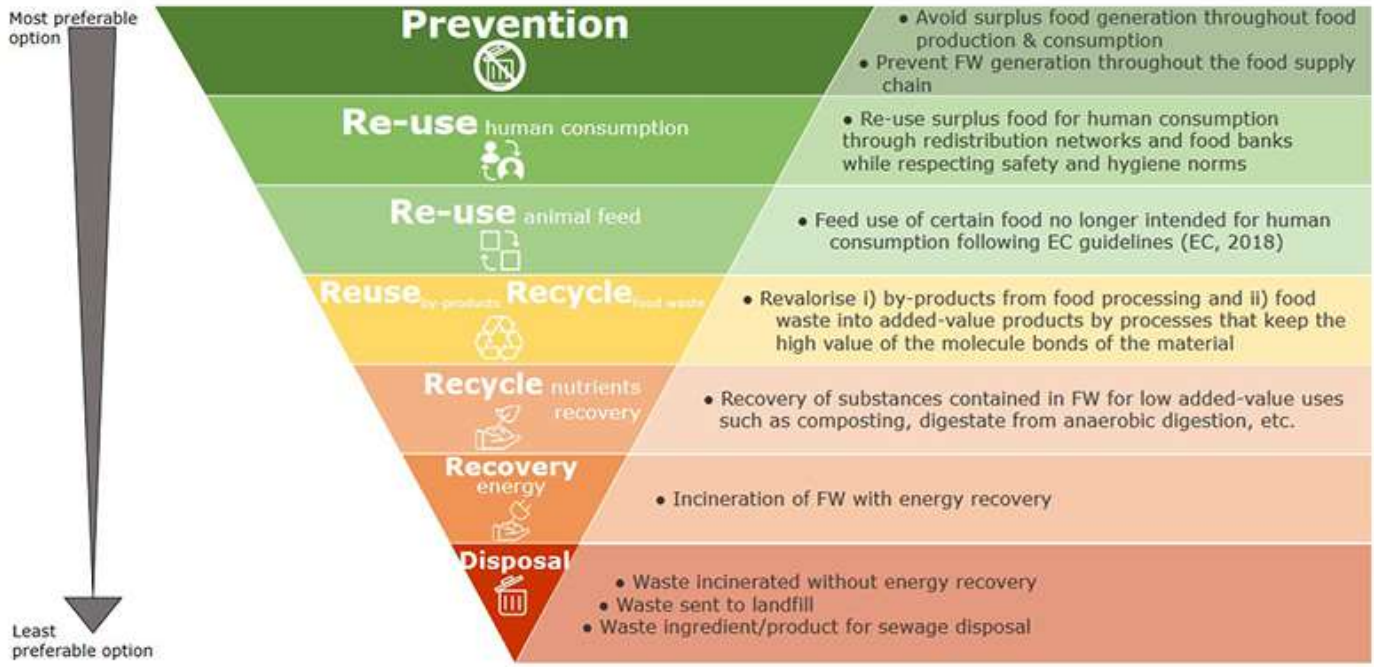 Most preferable
option
Prevention
● Avoid surplus food generation throughout food
production & consumption
● Prevent FW generation throughout the food supply
chain
Re-use human consumption
● Re-use surplus food for human consumption
through redistribution networks and food banks
while respecting safety and hygiene norms
Re-use animal feed
● Feed use of certain food no longer intended for human
consumption following EC guidelines (EC, 2018)
Reuse by-products Recycle food waste
● Revalorise i) by-products from food processing and ii) food
waste into added-value products by processes that keep the
high value of the molecule bonds of the material
Recycle nutrients
recovery
● Recovery of substances contained in FW for low added-value uses
such as composting, digestate from anaerobic digestion, etc.
Recovery
energy
● Incineration of FW with energy recovery
Disposal
● Waste incinerated without energy recovery
● Waste sent to landfill
● Waste ingredient/product for sewage disposal
Least
preferable option